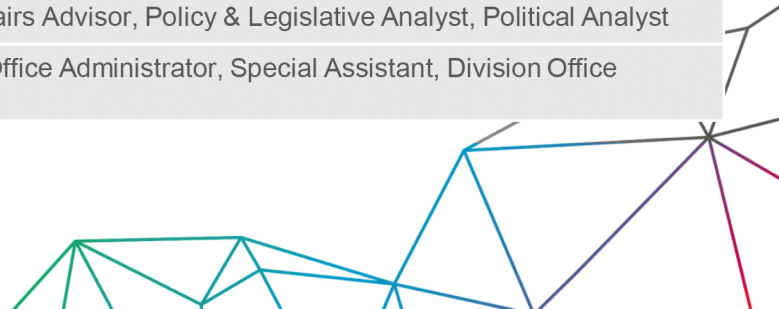 airs Advisor, Policy & Legislative Analyst, Political Analyst
ffice Administrator, Special Assistant, Division Office